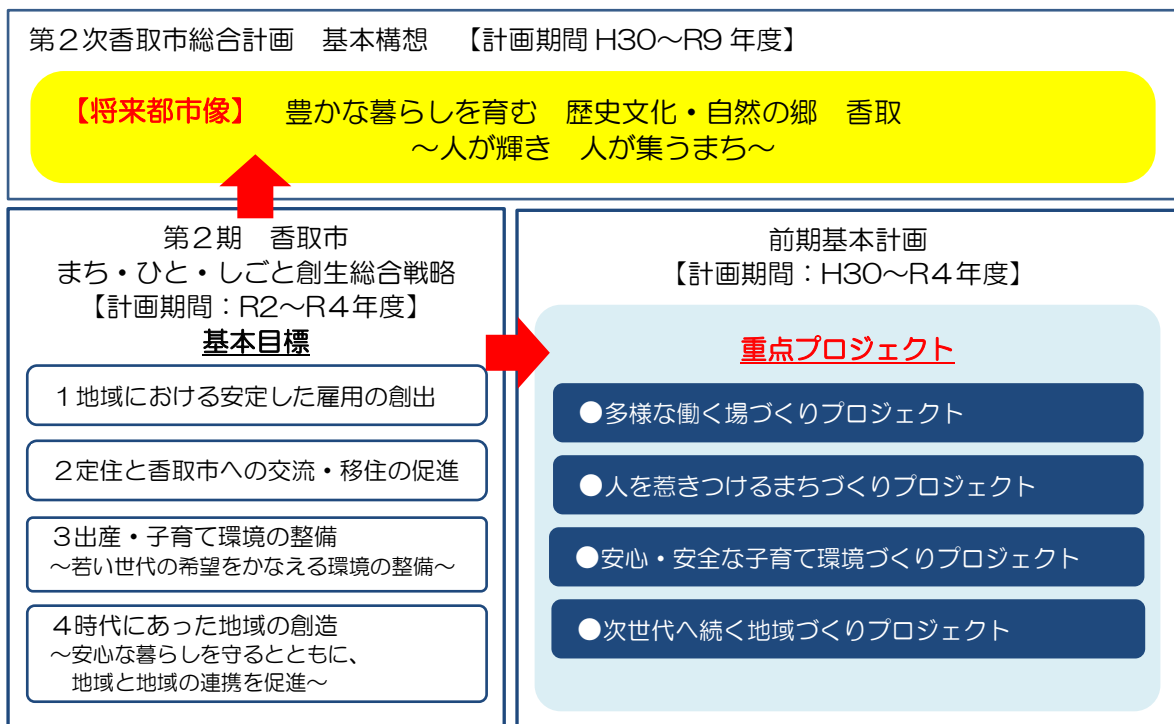 第２次香取市総合計画　基本構想　【計画期間 H30～R9 年度】
【将来都市像】　豊かな暮らしを育む　歴史文化・自然の郷　香取
～人が輝き　人が集うまち～
第２期　香取市
まち・ひと・しごと創生総合戦略
【計画期間：R２～R４年度】
基本目標
１地域における安定した雇用の創出
２定住と香取市への交流・移住の促進
３出産・子育て環境の整備
～若い世代の希望をかなえる環境の整備～
４時代にあった地域の創造
～安心な暮らしを守るとともに、
地域と地域の連携を促進～
前期基本計画
【計画期間：H30～R４年度】
重点プロジェクト
●多様な働く場づくりプロジェクト
●人を惹きつけるまちづくりプロジェクト
●安心・安全な子育て環境づくりプロジェクト
●次世代へ続く地域づくりプロジェクト